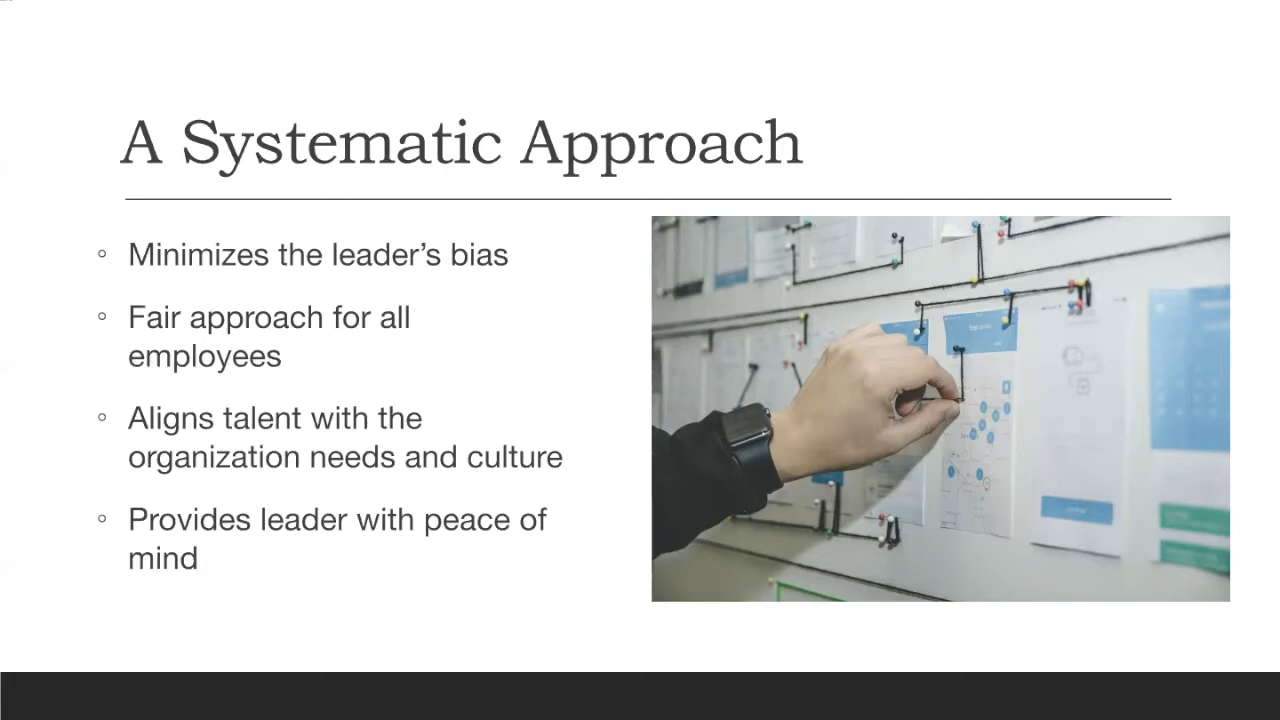 A Systematic Approach
◦ Minimizes the leader’s bias
◦ Fair approach for all
employees
◦ Aligns talent with the
organization needs and culture
◦ Provides leader with peace of
mind